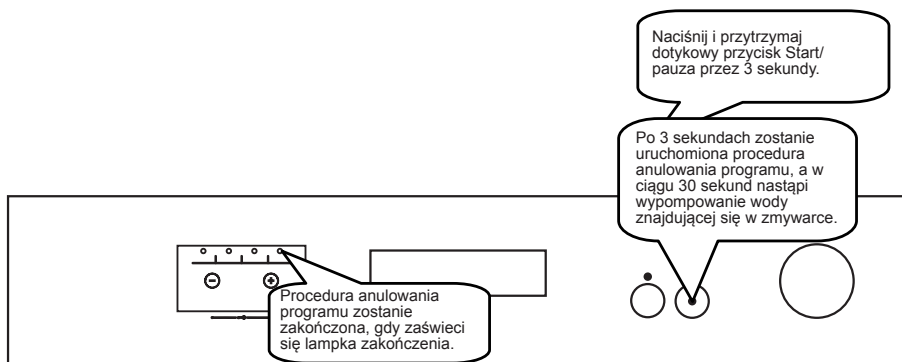 Naciśnij i przytrzymaj
dotykowy przycisk Start/
pauza przez 3 sekundy.
Po 3 sekundach zostanie
uruchomiona procedura
anulowania programu, a w
ciągu 30 sekund nastąpi
wypompowanie wody
znajdującej się w zmywarce.
Procedura anulowania
programu zostanie
zakończona, gdy zaświeci
się lampka zakończenia.